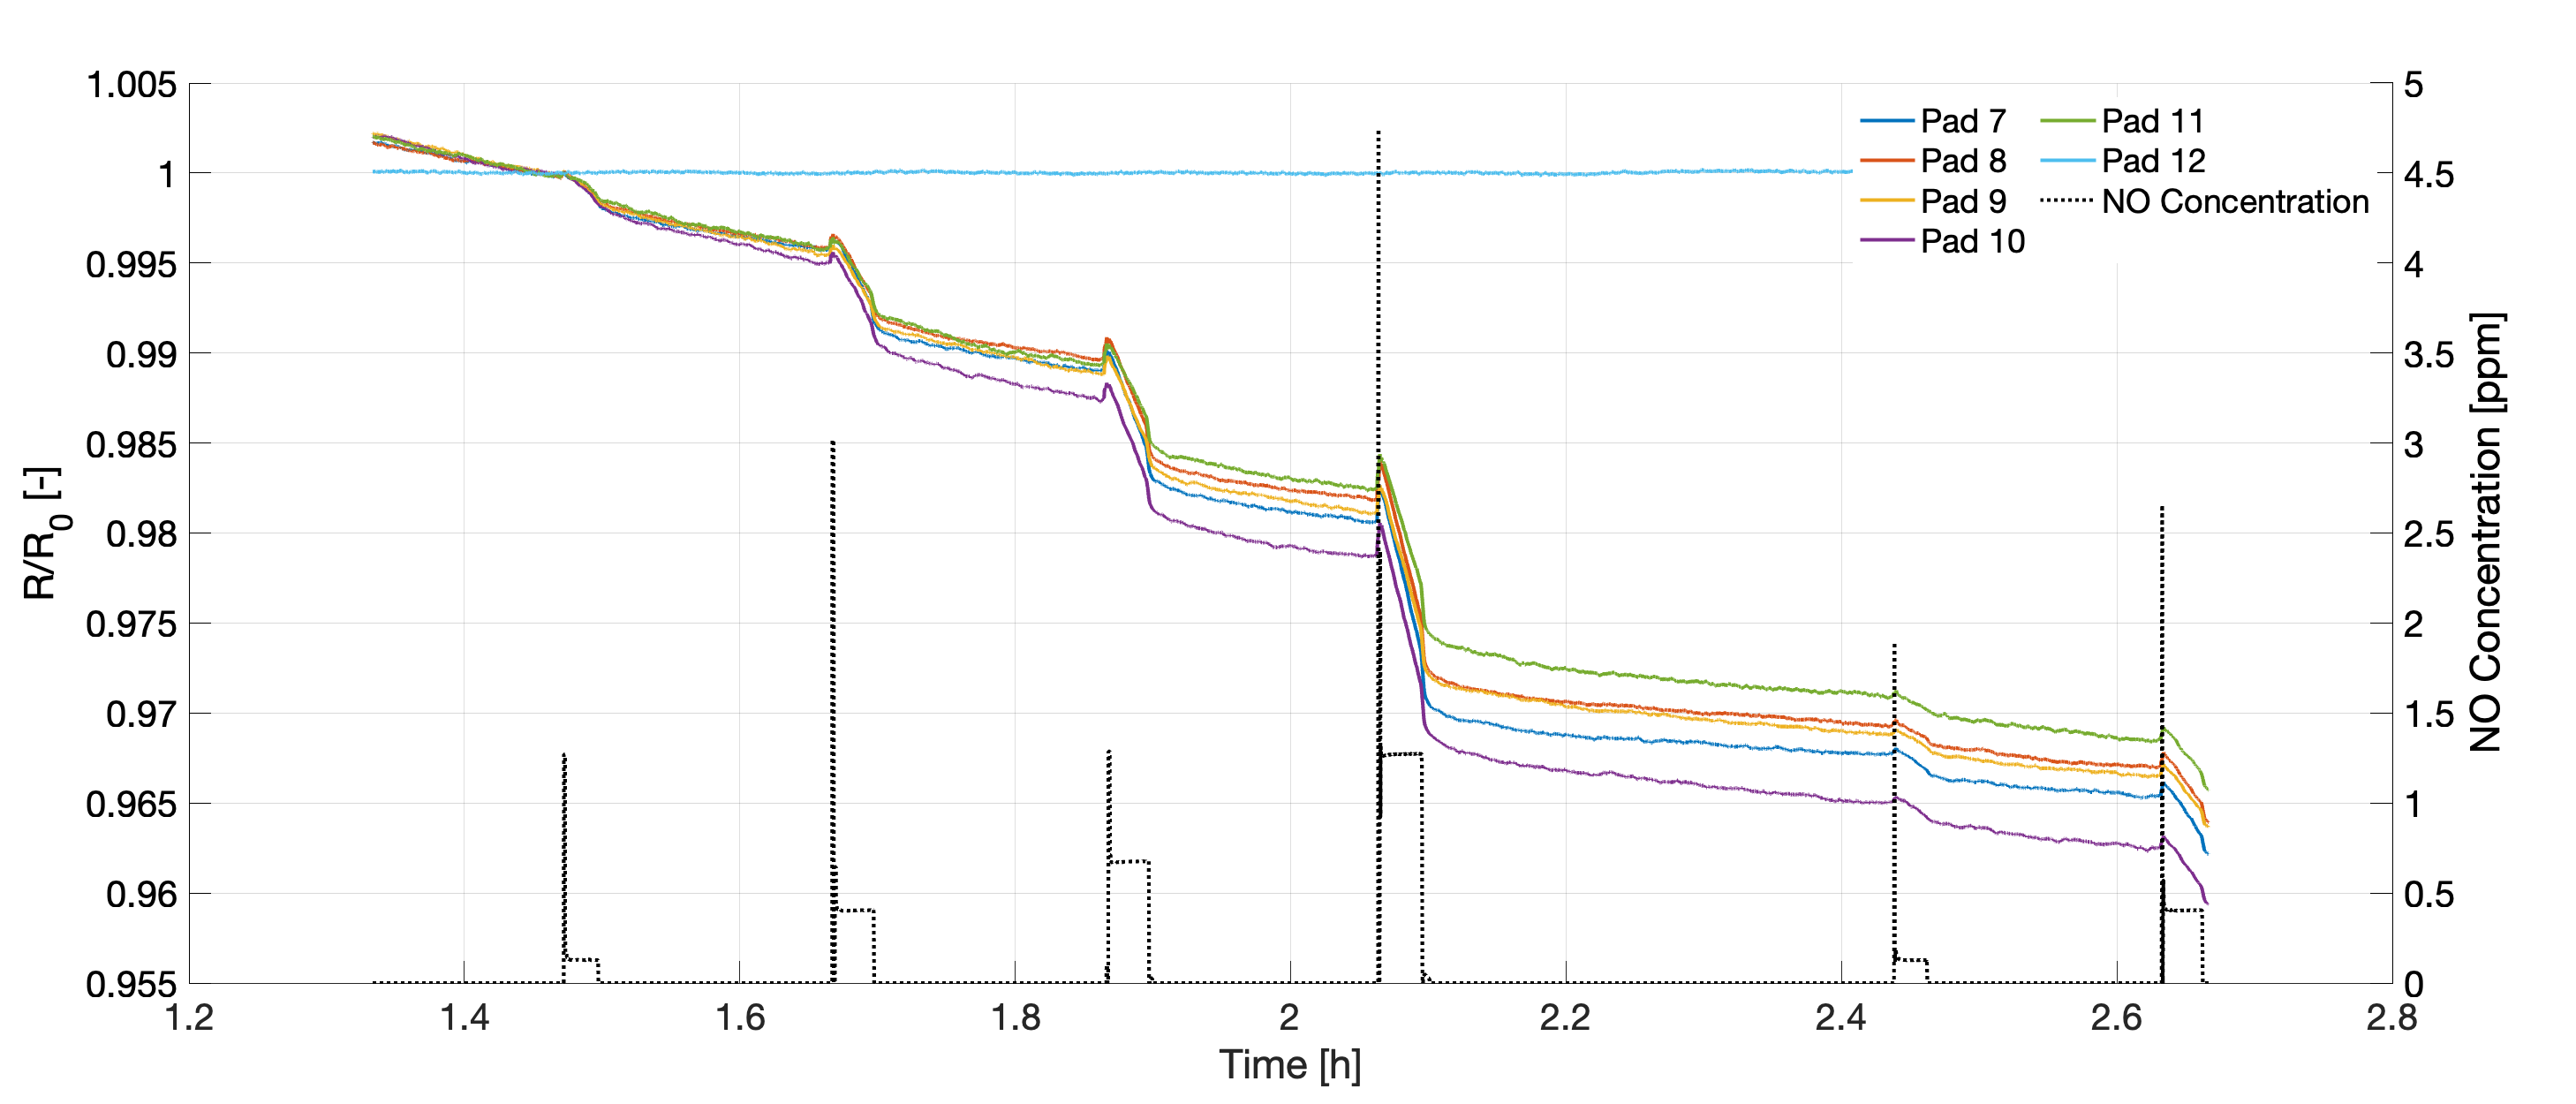 1.005
1
0.995
0.99
0.985
0.98
0.975
0.97
0.965
0.96
0.955
R/R0 [-]
1.2 1.4 1.6 1.8 2 2.2 2.4 2.6 2.8
Time [h]
5
4.5
4
3.5
3
2.5
2
1.5
1
0.5
0
NO Concentration [ppm]
Pad 7
Pad 8
Pad 9
Pad 10
Pad 11
Pad 12
NO Concentration